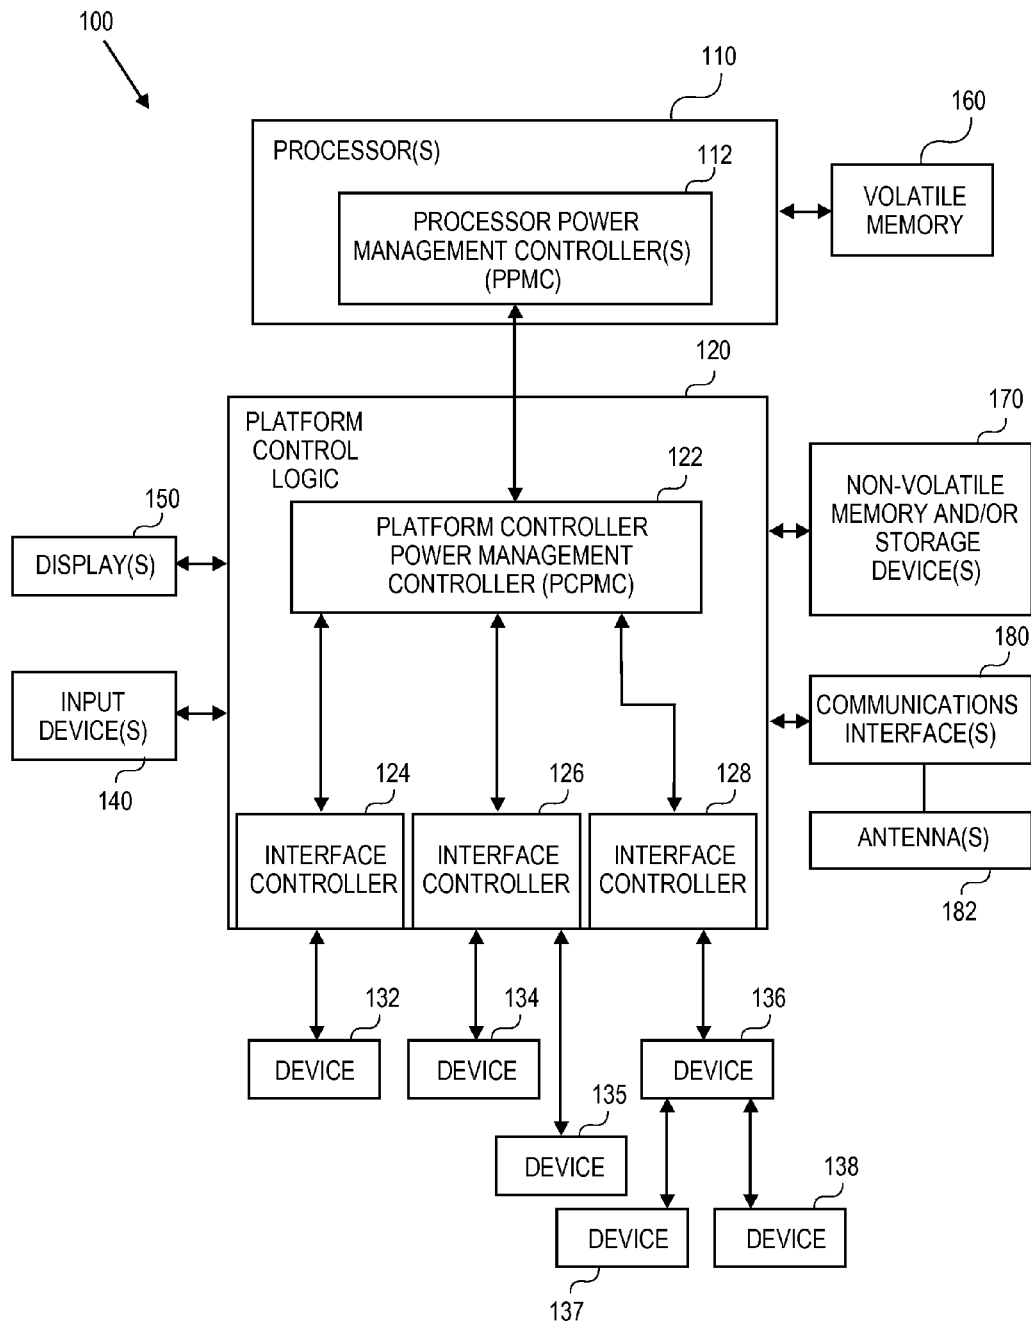 100
110
160
PROCESSOR(S)
112
VOLATILE
MEMORY
PROCESSOR POWER
MANAGEMENT CONTROLLER(S)
(PPMC)
120
170
PLATFORM
CONTROL
LOGIC
122
150
NON-VOLATILE
MEMORY AND/OR
STORAGE
DEVICE(S)
PLATFORM CONTROLLER
POWER MANAGEMENT
CONTROLLER (PCPMC)
DISPLAY(S)
180
INPUT
DEVICE(S)
COMMUNICATIONS
INTERFACE(S)
140
124
126
128
ANTENNA(S)
INTERFACE
CONTROLLER
INTERFACE
CONTROLLER
INTERFACE
CONTROLLER
182
132
134
136
DEVICE
DEVICE
DEVICE
135
DEVICE
138
DEVICE
DEVICE
137